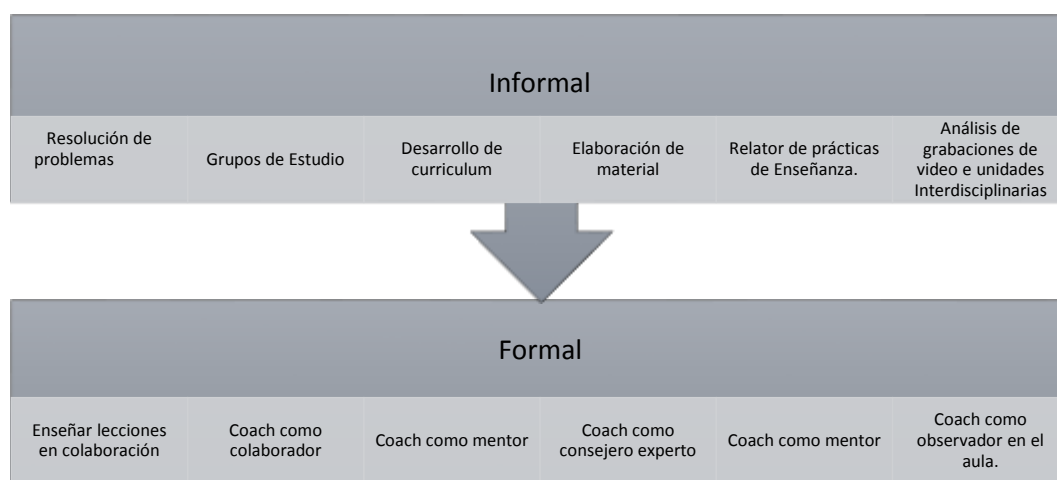 Informal
Resolución de
problemas
Grupos de Estudio
Desarrollo de
curriculum
Elaboración de
material
Relator de prácticas
de Enseñanza.
Análisis de
grabaciones de
video e unidades
Interdisciplinarias
Formal
Enseñar lecciones
en colaboración
Coach como
colaborador
Coach como mentor
Coach como
consejero experto
Coach como mentor
Coach como
observador en el
aula.